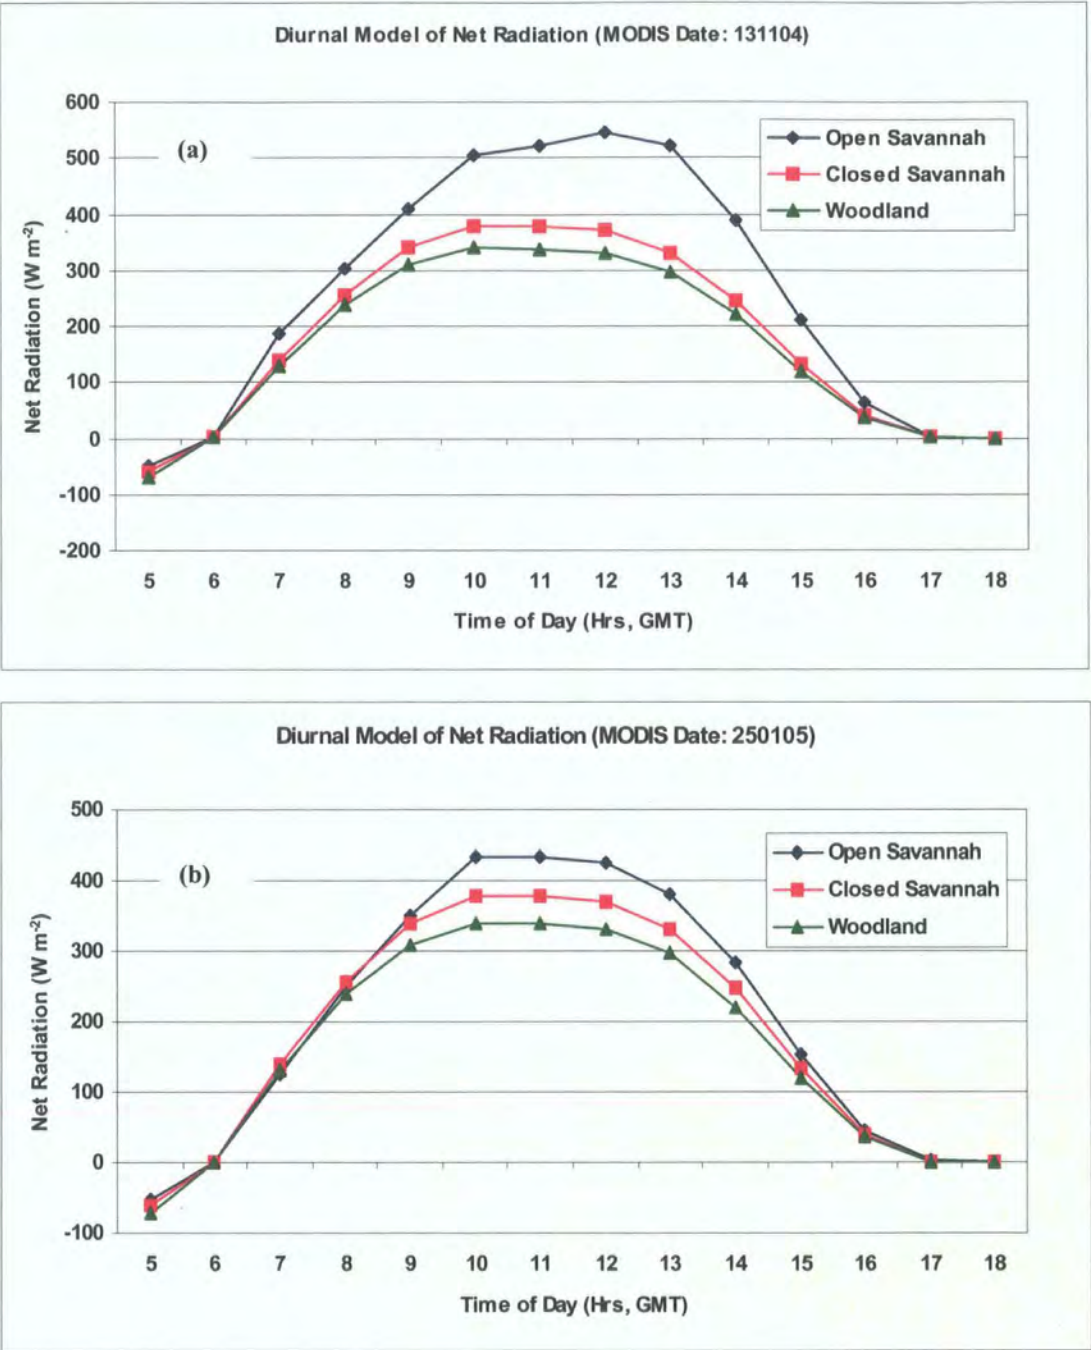 Diurnal Model of Net Radiation (MODIS Date: 131104)
600
500
400
300
200
100
0
-100
-200
Net Radiation (W m-2)
(a)
Open Savannah
Closed Savannah
Woodland
5 6 7 8 9 10 11 12 13 14 15 16 17 18
Time of Day (Hrs, GMT)
Diurnal Model of Net Radiation (MODIS Date: 250105)
500
400
300
200
100
0
-100
Net Radiation (W m-2)
(b)
Open Savannah
Closed Savannah
Woodland
5 6 7 8 9 10 11 12 13 14 15 16 17 18
Time of Day (Hrs, GMT)